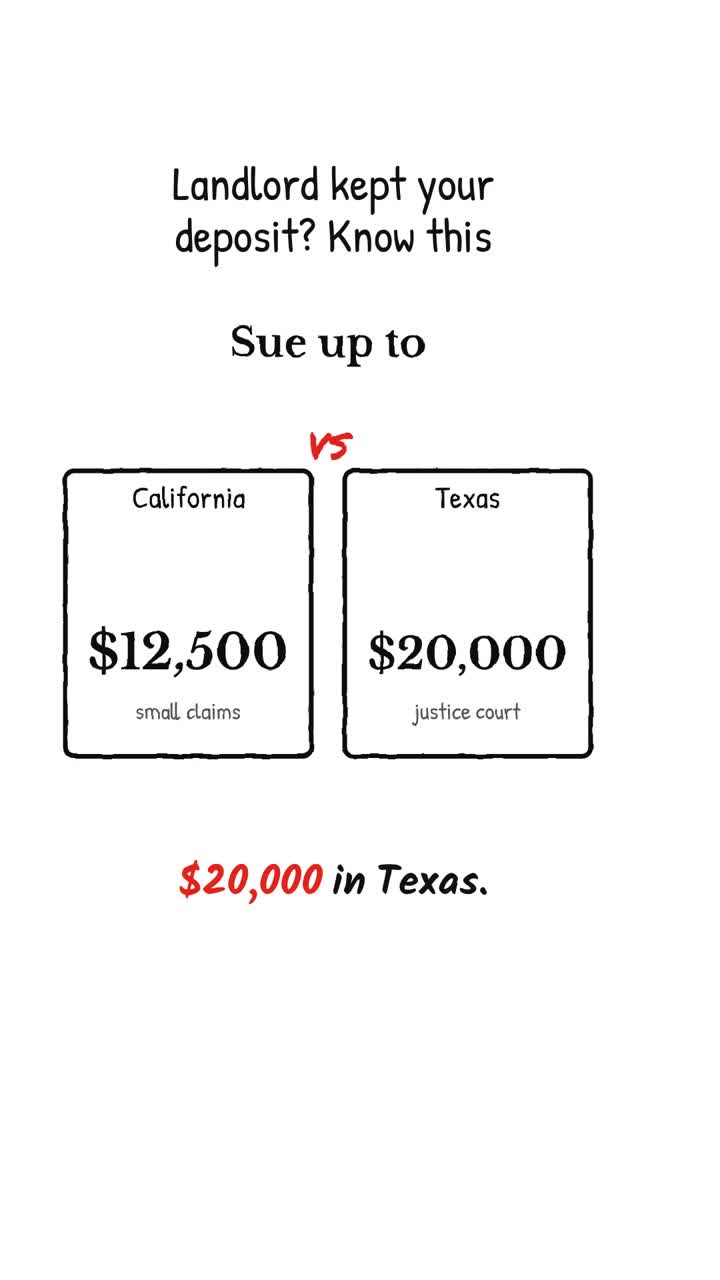 Landlord kept your
deposit? Know this
Sue up to
vs
California
$12,500
small claims
Texas
$20,000
justice court
$20,000 in Texas.